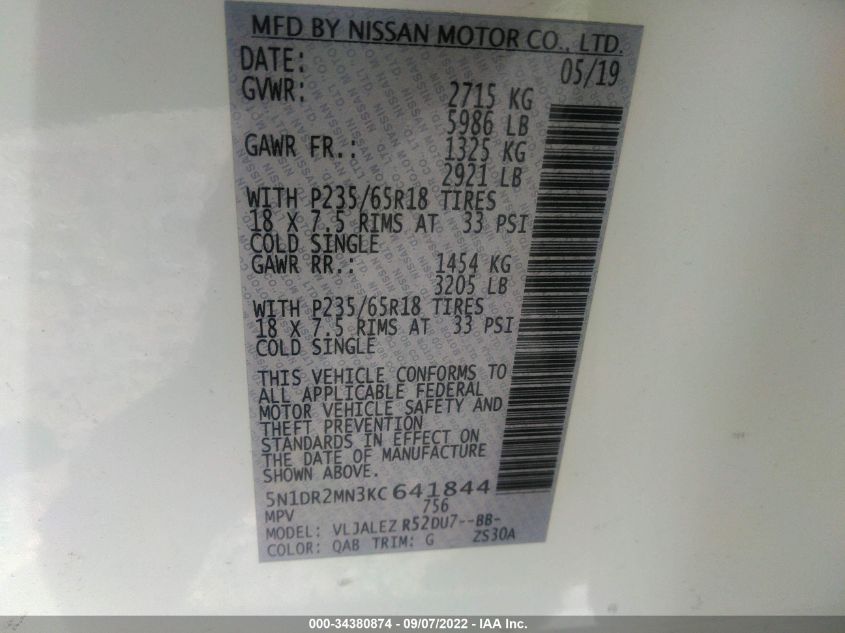 MFD BY NISSAN MOTOR CO., LTD.
DATE: 05/19
GVWR: 2715 KG
5986 LB
GAWR FR.: 1325 KG
2921 LB
WITH P235/65R18 TIRES
18 X 7.5 RIMS AT 33 PSI
COLD SINGLE
GAWR RR.: 1454 KG
3205 LB
WITH P235/65R18 TIRES
18 X 7.5 RIMS AT 33 PSI
COLD SINGLE
THIS VEHICLE CONFORMS TO
ALL APPLICABLE FEDERAL
MOTOR VEHICLE SAFETY AND
THEFT PREVENTION
STANDARDS IN EFFECT ON
THE DATE OF MANUFACTURE
SHOWN ABOVE.
5N1DR2MN3KC641844
MPV 756
MODEL: VLJALEZ R52DU7--BB-
COLOR: QAB TRIM: G ZS30A
000-34380874 - 09/07/2022 - IAA Inc.